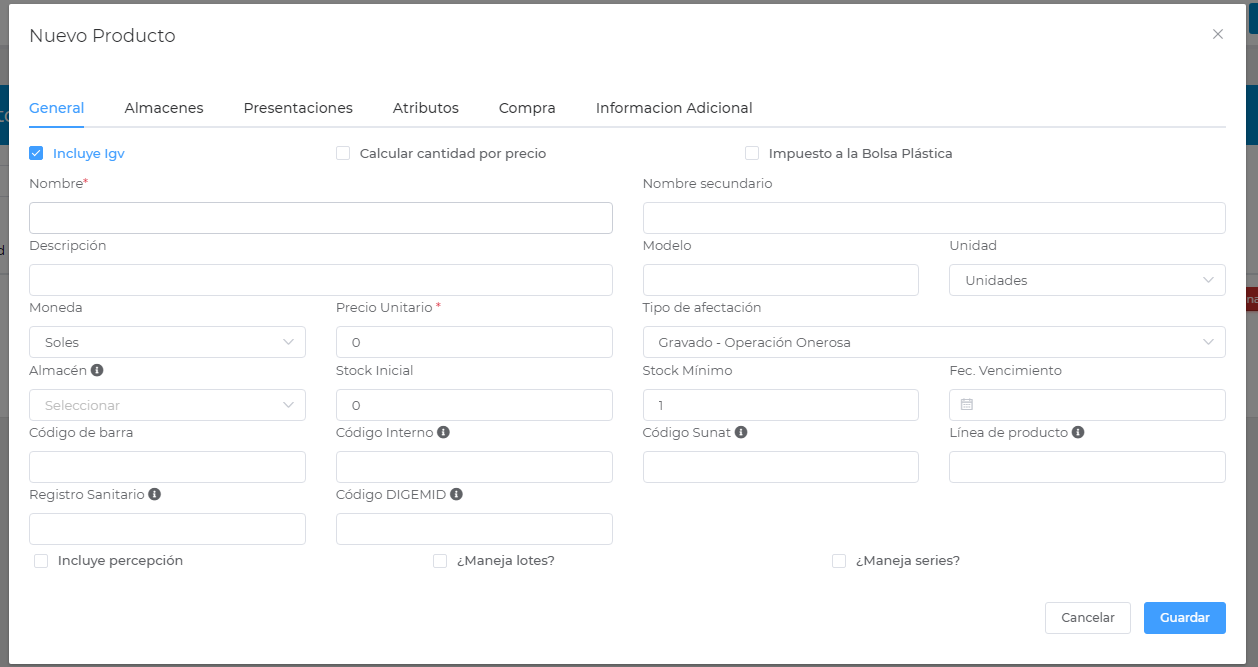 Nuevo Producto
General Almacenes Presentaciones Atributos Compra Informacion Adicional
Incluye Igv Calcular cantidad por precio Impuesto a la Bolsa Plástica
Nombre* Nombre secundario
Descripción Modelo Unidad
Unidades
Moneda Precio Unitario * Tipo de afectación
Soles 0 Gravado - Operación Onerosa
Almacén Stock Inicial Stock Mínimo Fec. Vencimiento
Seleccionar 0 1
Código de barra Código Interno Código Sunat Línea de producto
Registro Sanitario Código DIGEMID
Incluye percepción ¿Maneja lotes? ¿Maneja series?
Cancelar Guardar